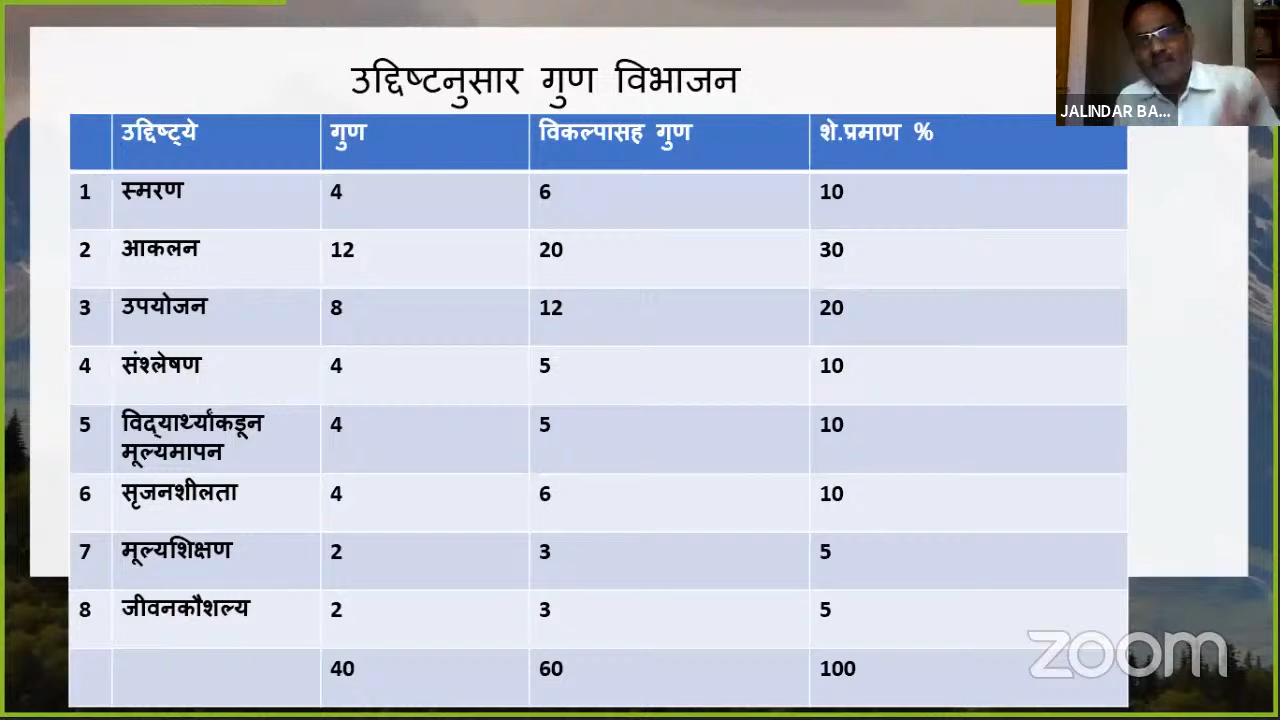 उद्दिष्टनुसार गुण विभाजन
JALINDAR BA...
उद्दिष्ट्ये गुण विकल्पासह गुण शे.प्रमाण %
1 स्मरण 4 6 10
2 आकलन 12 20 30
3 उपयोजन 8 12 20
4 संश्लेषण 4 5 10
5 विद्यार्थ्यांकडून 4 5 10
मूल्यमापन
6 सृजनशीलता 4 6 10
7 मूल्यशिक्षण 2 3 5
8 जीवनकौशल्य 2 3 5
40 60 100
zoom